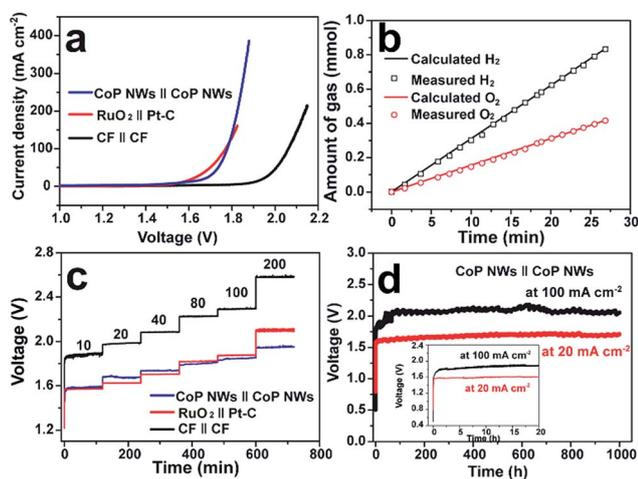 a
Current density (mA cm⁻²)
400
300
200
100
0
CoP NWs || CoP NWs
RuO₂ || Pt-C
CF || CF
1.0 1.2 1.4 1.6 1.8 2.0 2.2
Voltage (V)
b
Amount of gas (mmol)
1.0
0.8
0.6
0.4
0.2
0.0
Calculated H₂
Measured H₂
Calculated O₂
Measured O₂
0 5 10 15 20 25 30
Time (min)
c
Voltage (V)
2.8
2.4
2.0
1.6
1.2
10 20 40 80 100 200
CoP NWs || CoP NWs
RuO₂ || Pt-C
CF || CF
0 200 400 600 800
Time (min)
d
Voltage (V)
3.0
2.5
2.0
1.5
1.0
0.5
0.0
CoP NWs || CoP NWs
at 100 mA cm⁻²
at 20 mA cm⁻²
Voltage (V)
2.4
2.0
1.6
1.2
0.8
0.4
at 100 mA cm⁻²
at 20 mA cm⁻²
0 5 10 15 20
Time (h)
0 200 400 600 800 1000
Time (h)